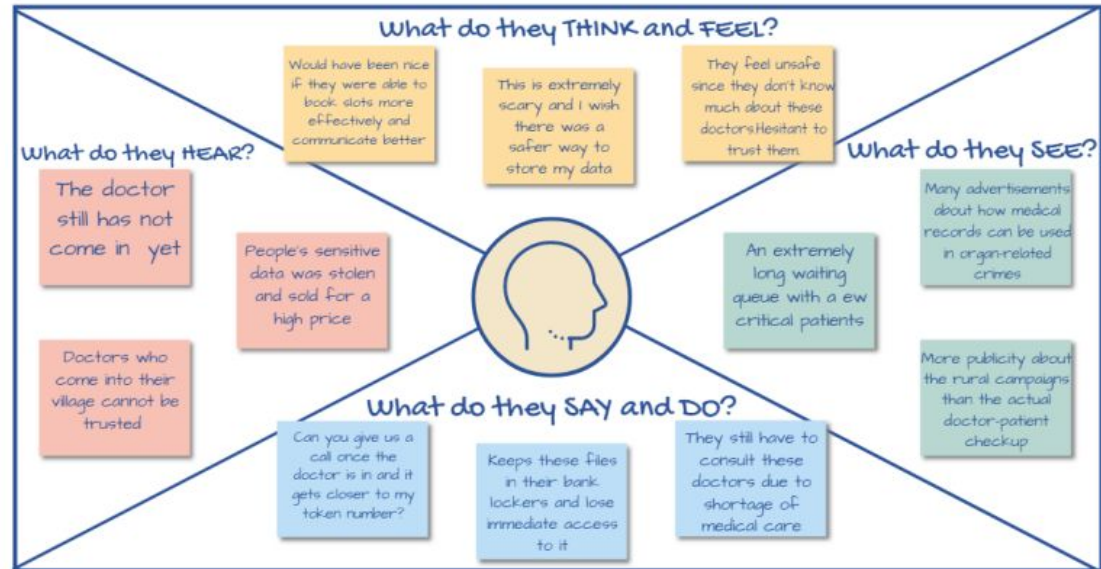 What do they THINK and FEEL?
Would have been nice
if they were able to
book slots more
effectively and
communicate better
This is extremely
scary and I wish
there was a
safer way to
store my data
They feel unsafe
since they don't know
much about these
doctors.Hesitant to
trust them.
What do they HEAR?
The doctor
still has not
come in yet
People's sensitive
data was stolen
and sold for a
high price
Doctors who
come into their
village cannot be
trusted
What do they SEE?
Many advertisements
about how medical
records can be used
in organ-related
crimes
An extremely
long waiting
queue with a ew
critical patients
More publicity about
the rural campaigns
than the actual
doctor-patient
checkup
What do they SAY and DO?
Can you give us a
call once the
doctor is in and it
gets closer to my
token number?
Keeps these files
in their bank
lockers and lose
immediate access
to it
They still have to
consult these
doctors due to
shortage of
medical care